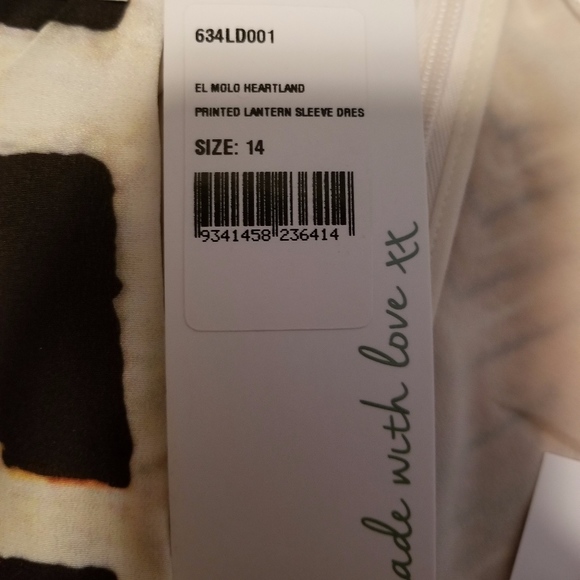 634LD001
EL MOLO HEARTLAND
PRINTED LANTERN SLEEVE DRES
SIZE: 14
9341458 236414
ade with love xx